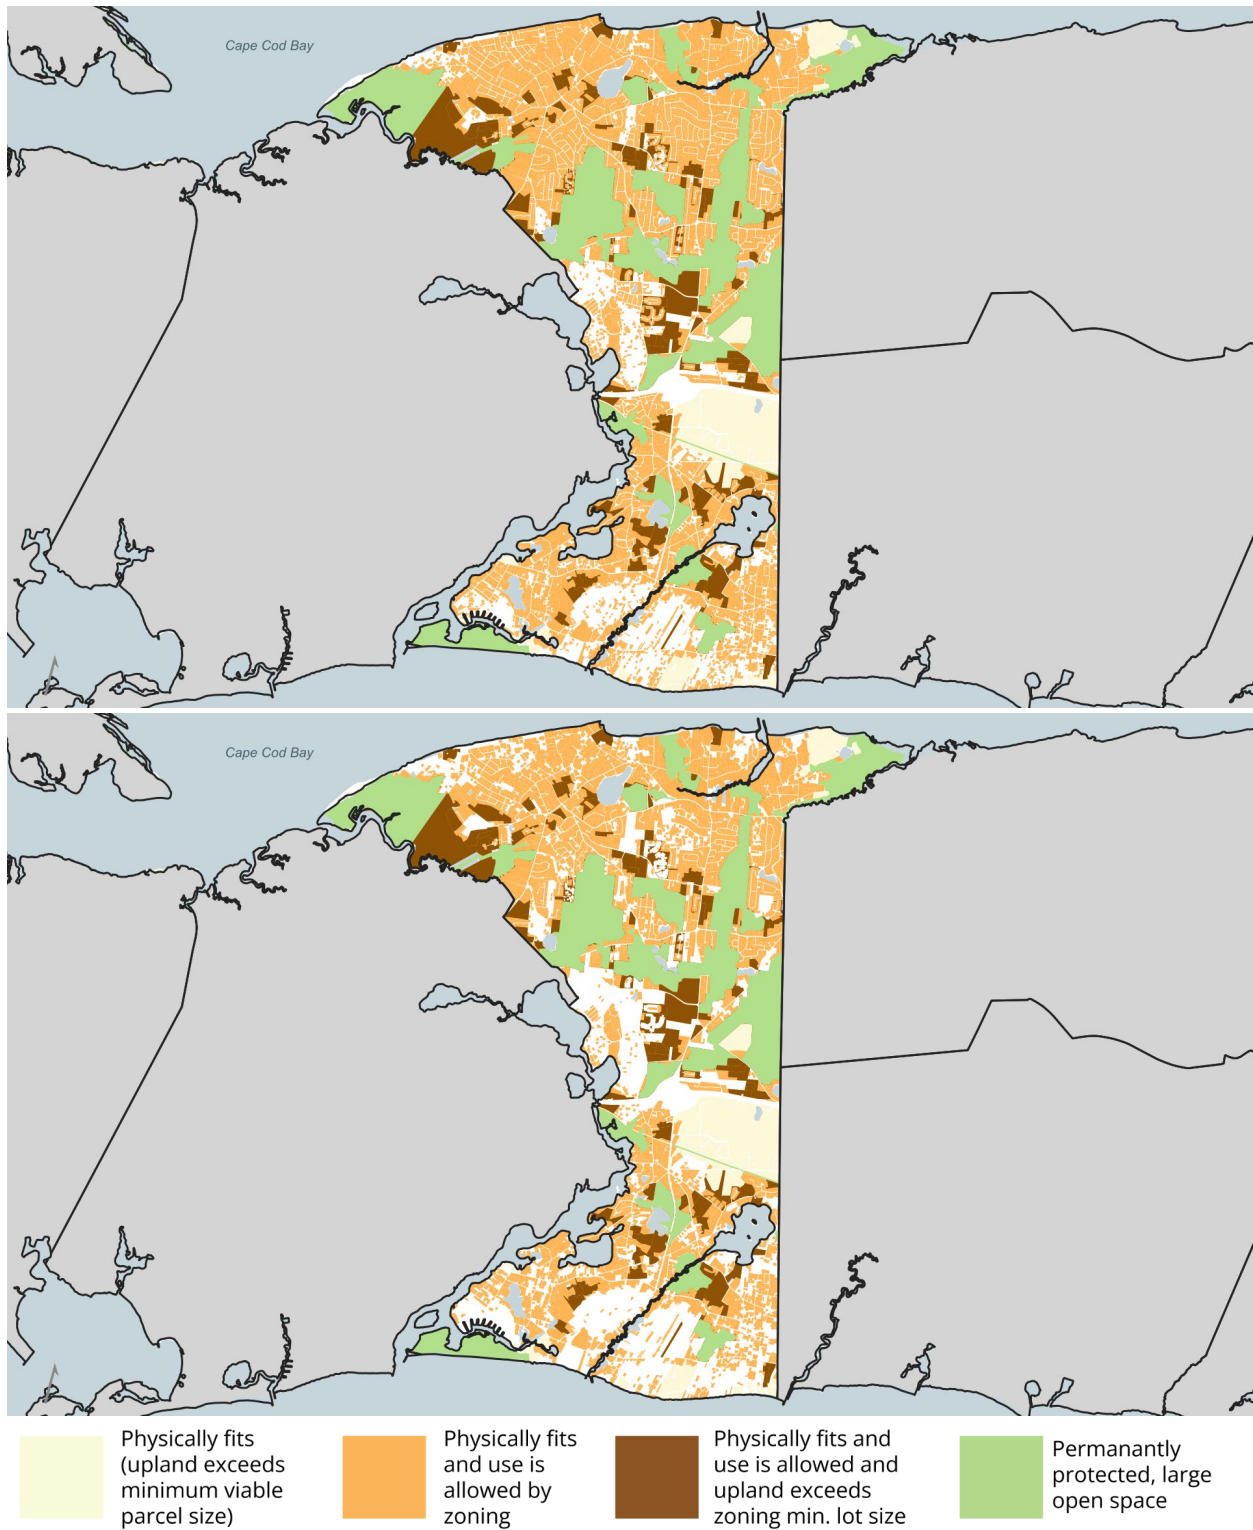 Cape Cod Bay
Cape Cod Bay
Physically fits
(upland exceeds
minimum viable
parcel size)
Physically fits
and use is
allowed by
zoning
Physically fits and
use is allowed and
upland exceeds
zoning min. lot size
Permanantly
protected, large
open space